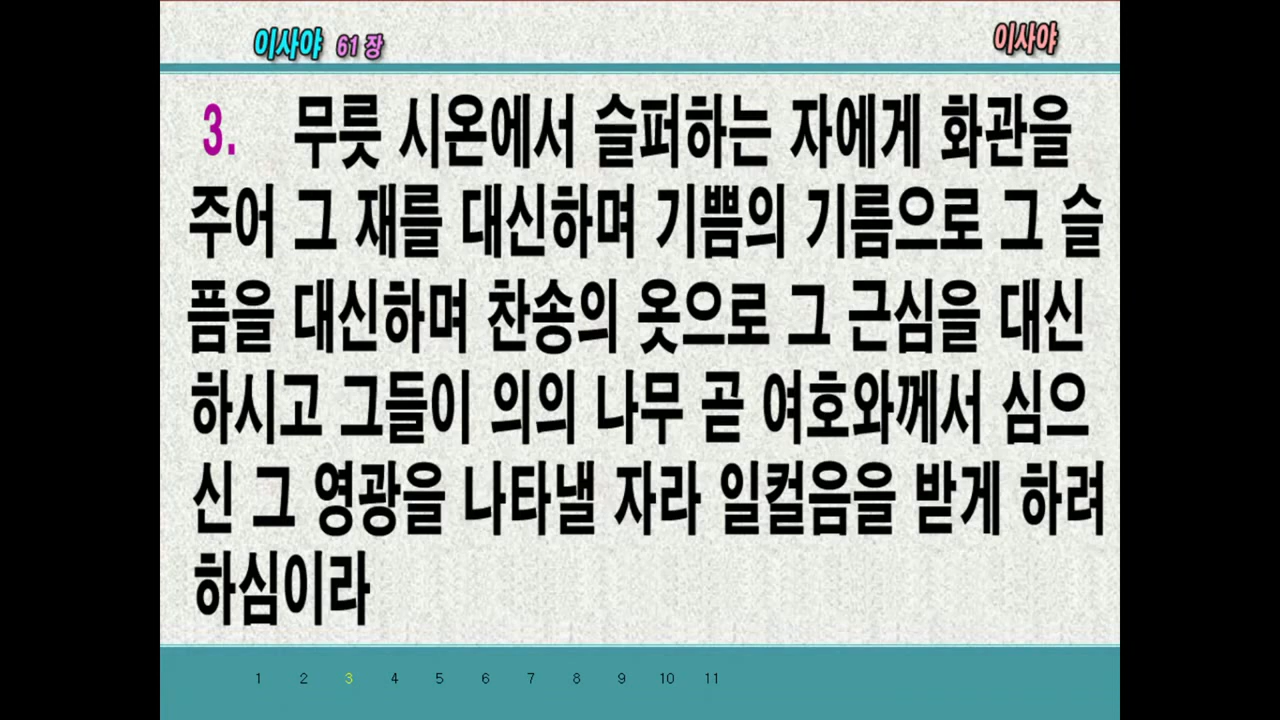 이사야 61 장
이사야
3. 무릇 시온에서 슬퍼하는 자에게 화관을
주어 그 재를 대신하며 기쁨의 기름으로 그 슬
픔을 대신하며 찬송의 옷으로 그 근심을 대신
하시고 그들이 의의 나무 곧 여호와께서 심으
신 그 영광을 나타낼 자라 일컬음을 받게 하려
하심이라
1 2 3 4 5 6 7 8 9 10 11